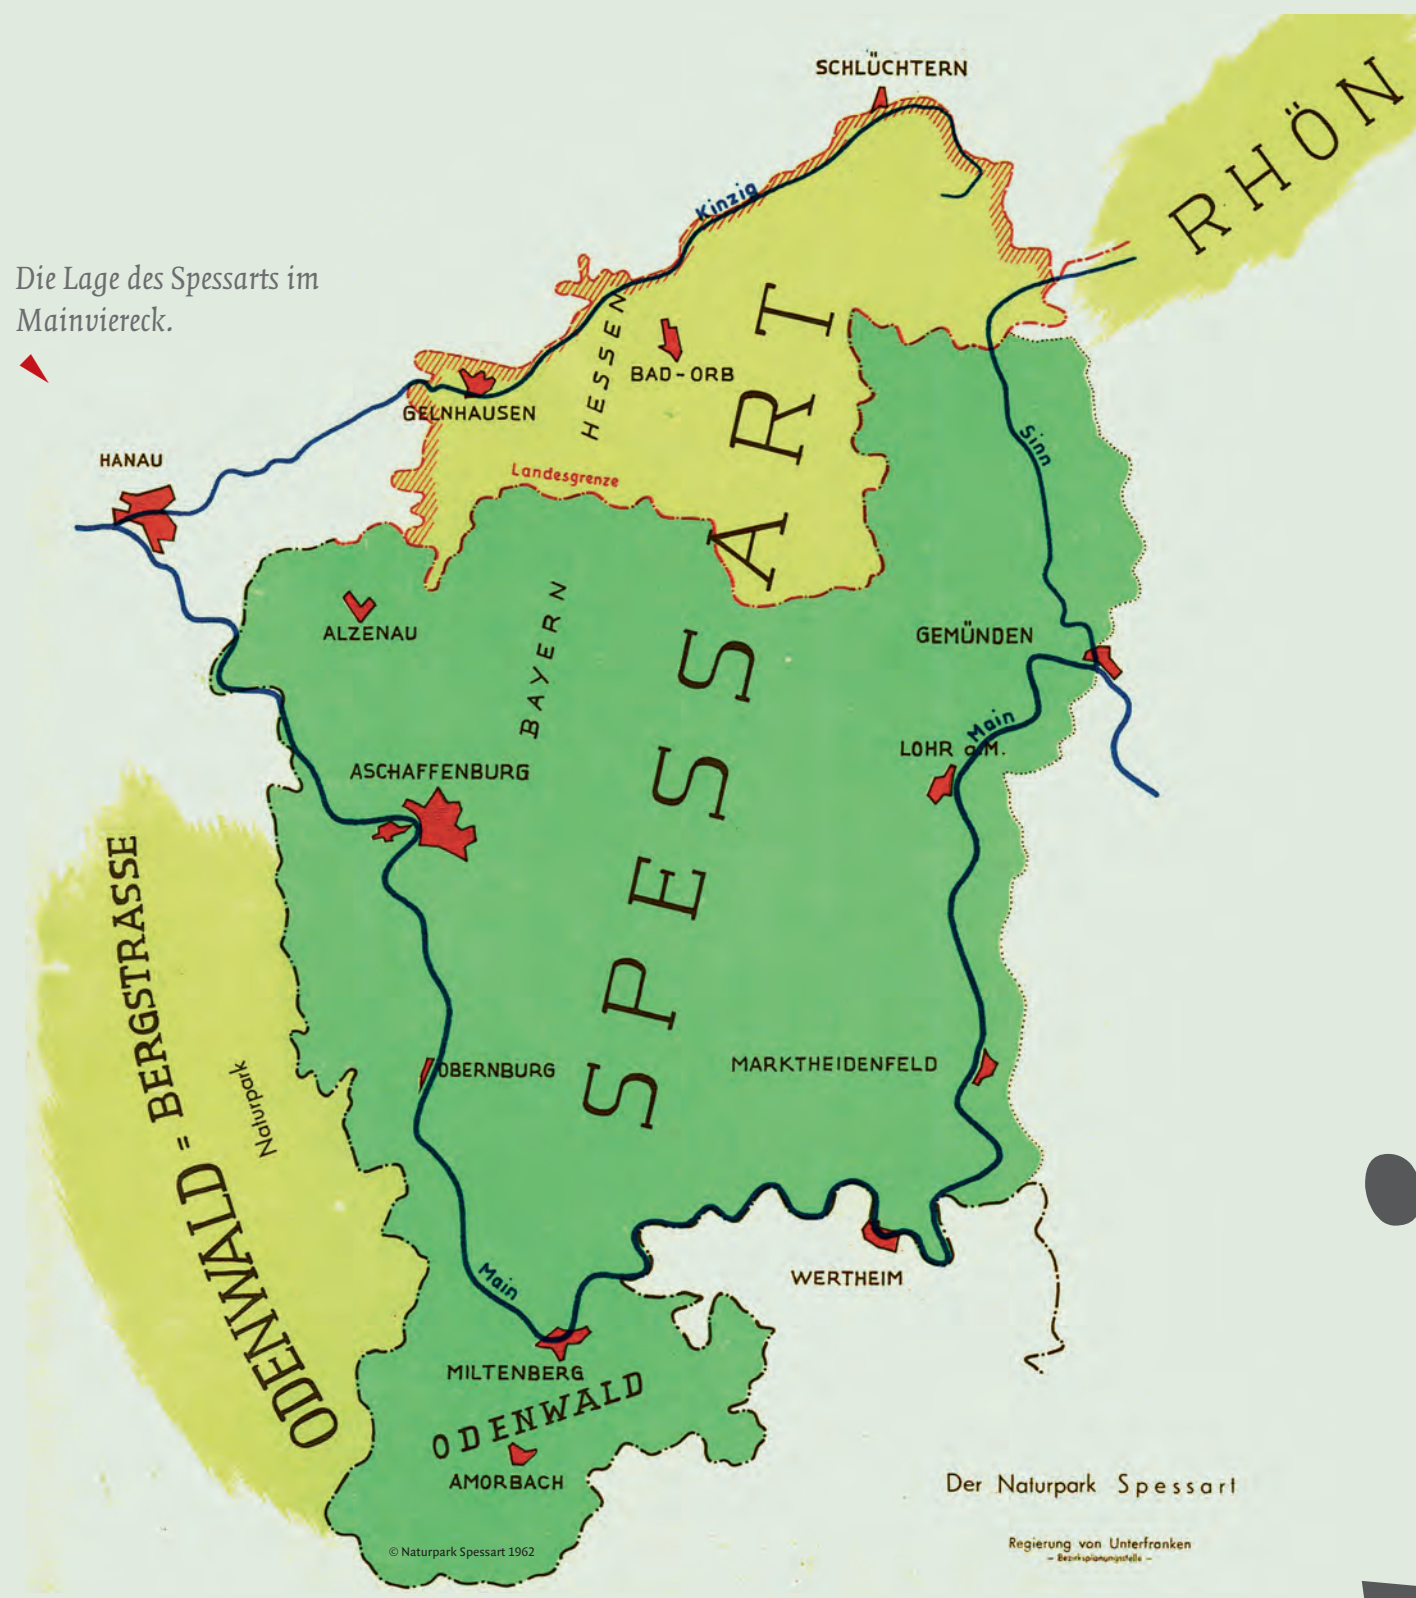 SCHLÜCHTERN
RHÖN
Kinzig
Die Lage des Spessarts im
Mainviereck.
HESSEN
BAD-ORB
GELNHAUSEN
HANAU
Landesgrenze
Sinn
SPESSART
BAYERN
ALZENAU
GEMÜNDEN
Main
LOHR a.M.
ASCHAFFENBURG
ODENWALD = BERGSTRASSE
Naturpark
OBERNBURG
MARKTHEIDENFELD
Main
WERTHEIM
MILTENBERG
ODENWALD
AMORBACH
Der Naturpark Spessart
Regierung von Unterfranken
– Bezirksplanungsstelle –
© Naturpark Spessart 1962